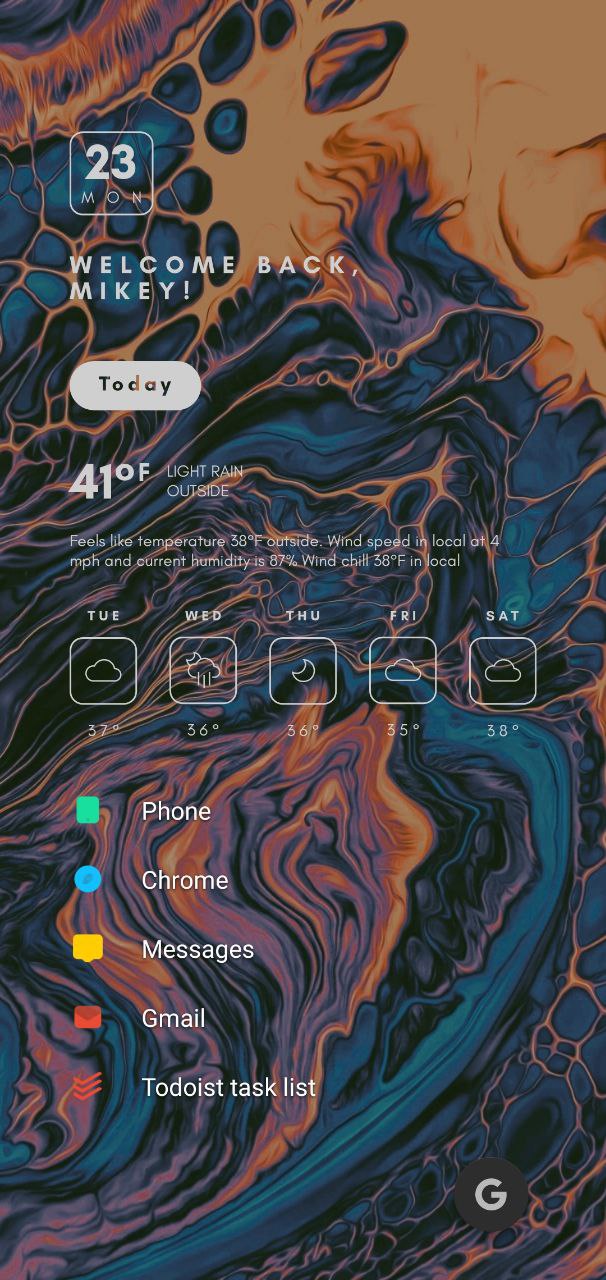 23
MON
WELCOME BACK,
MIKEY!
Today
41°F LIGHT RAIN
OUTSIDE
Feels like temperature 38°F outside. Wind speed in local at 4
mph and current humidity is 87% Wind chill 38°F in local
TUE WED THU FRI SAT
37° 36° 36° 35° 38°
Phone
Chrome
Messages
Gmail
Todoist task list
G